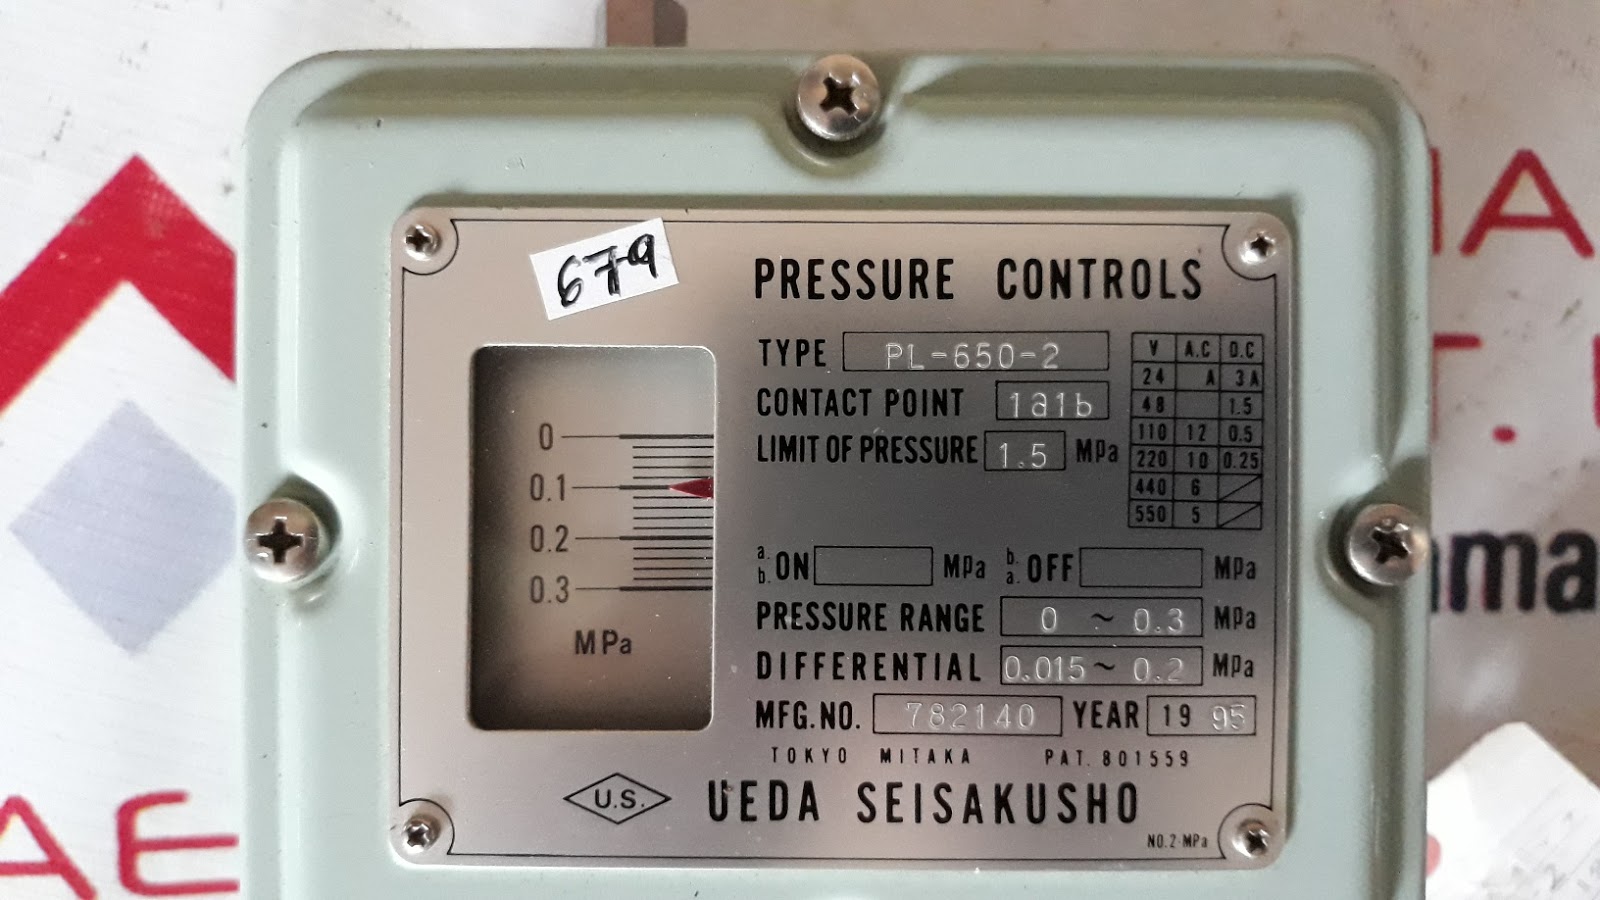 679
PRESSURE CONTROLS
TYPE PL-650-2
CONTACT POINT 1a1b
LIMIT OF PRESSURE 1.5 MPa
V A.C D.C
24 A 3A
48 1.5
110 12 0.5
220 10 0.25
440 6
550 5
0
0.1
0.2
0.3
MPa
a. b. ON MPa b. a. OFF MPa
PRESSURE RANGE 0 ~ 0.3 MPa
DIFFERENTIAL 0.015 ~ 0.2 MPa
MFG.NO. 782140 YEAR 19 95
TOKYO MITAKA PAT. 801559
U.S. UEDA SEISAKUSHO
NO.2-MPa
AE
ma